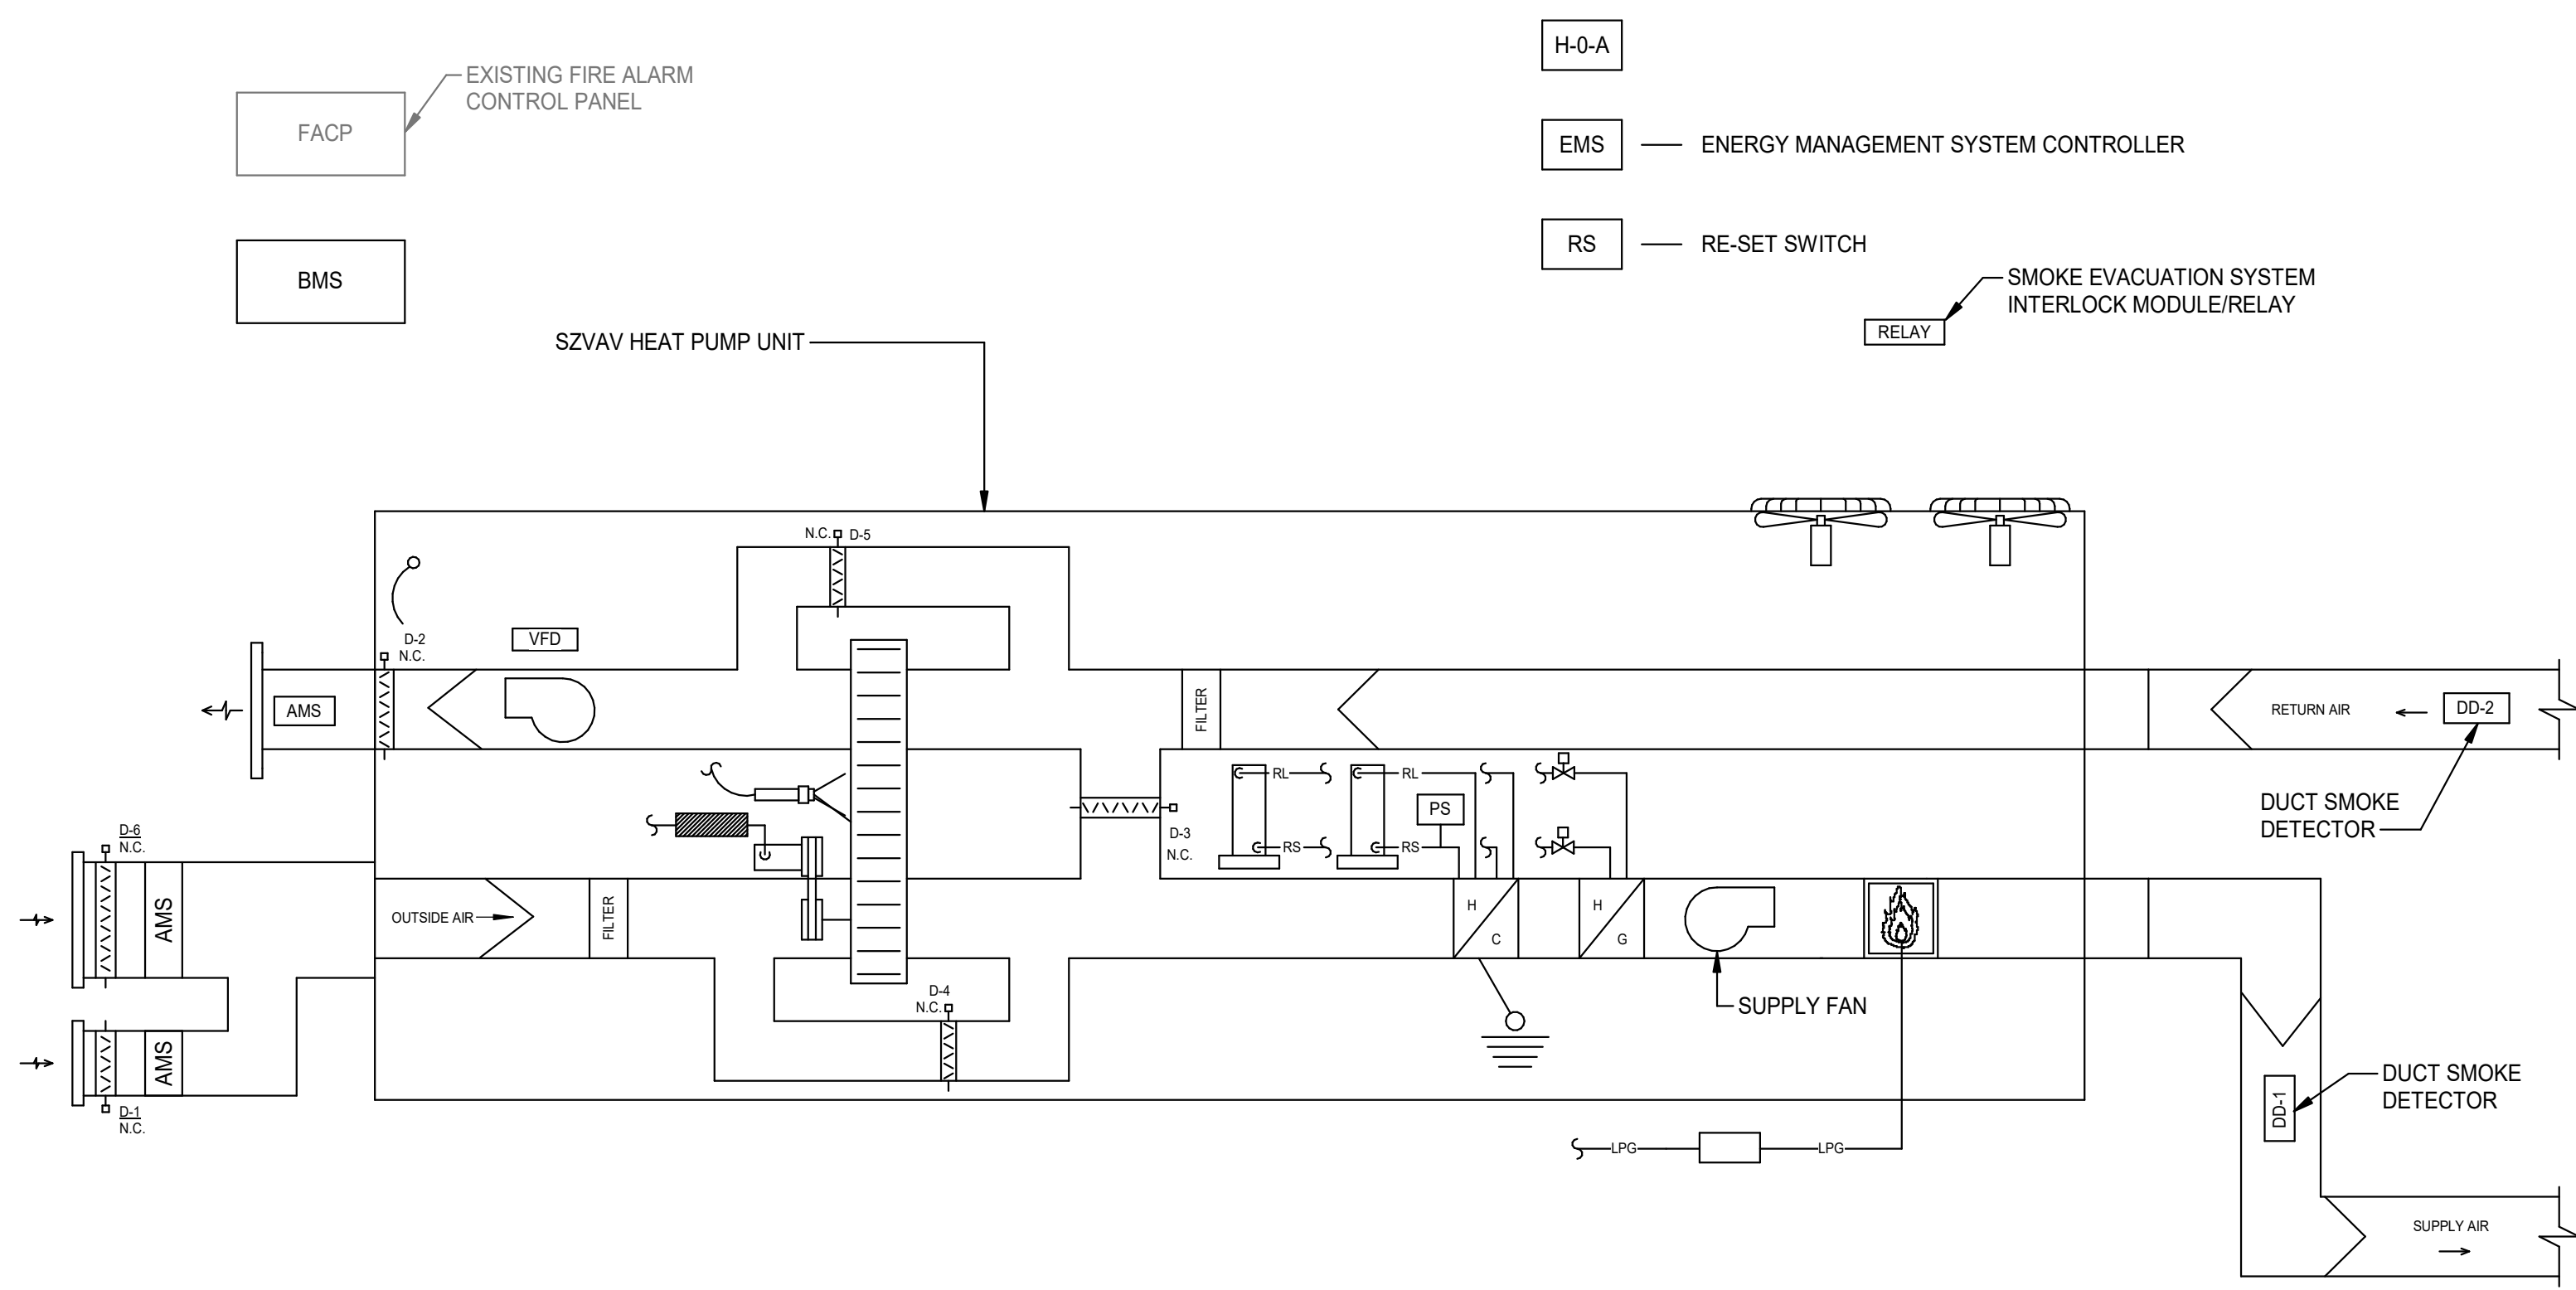 H-0-A
EXISTING FIRE ALARM
CONTROL PANEL
FACP
EMS
ENERGY MANAGEMENT SYSTEM CONTROLLER
RS
RE-SET SWITCH
BMS
SMOKE EVACUATION SYSTEM
INTERLOCK MODULE/RELAY
RELAY
SZVAV HEAT PUMP UNIT
N.C.
D-5
D-2
N.C.
VFD
AMS
FILTER
RETURN AIR
DD-2
RL
RL
PS
RS
RS
D-3
N.C.
DUCT SMOKE
DETECTOR
D-6
N.C.
AMS
OUTSIDE AIR
FILTER
H
C
H
G
D-4
N.C.
SUPPLY FAN
AMS
D-1
N.C.
DUCT SMOKE
DETECTOR
DD-1
LPG
LPG
SUPPLY AIR